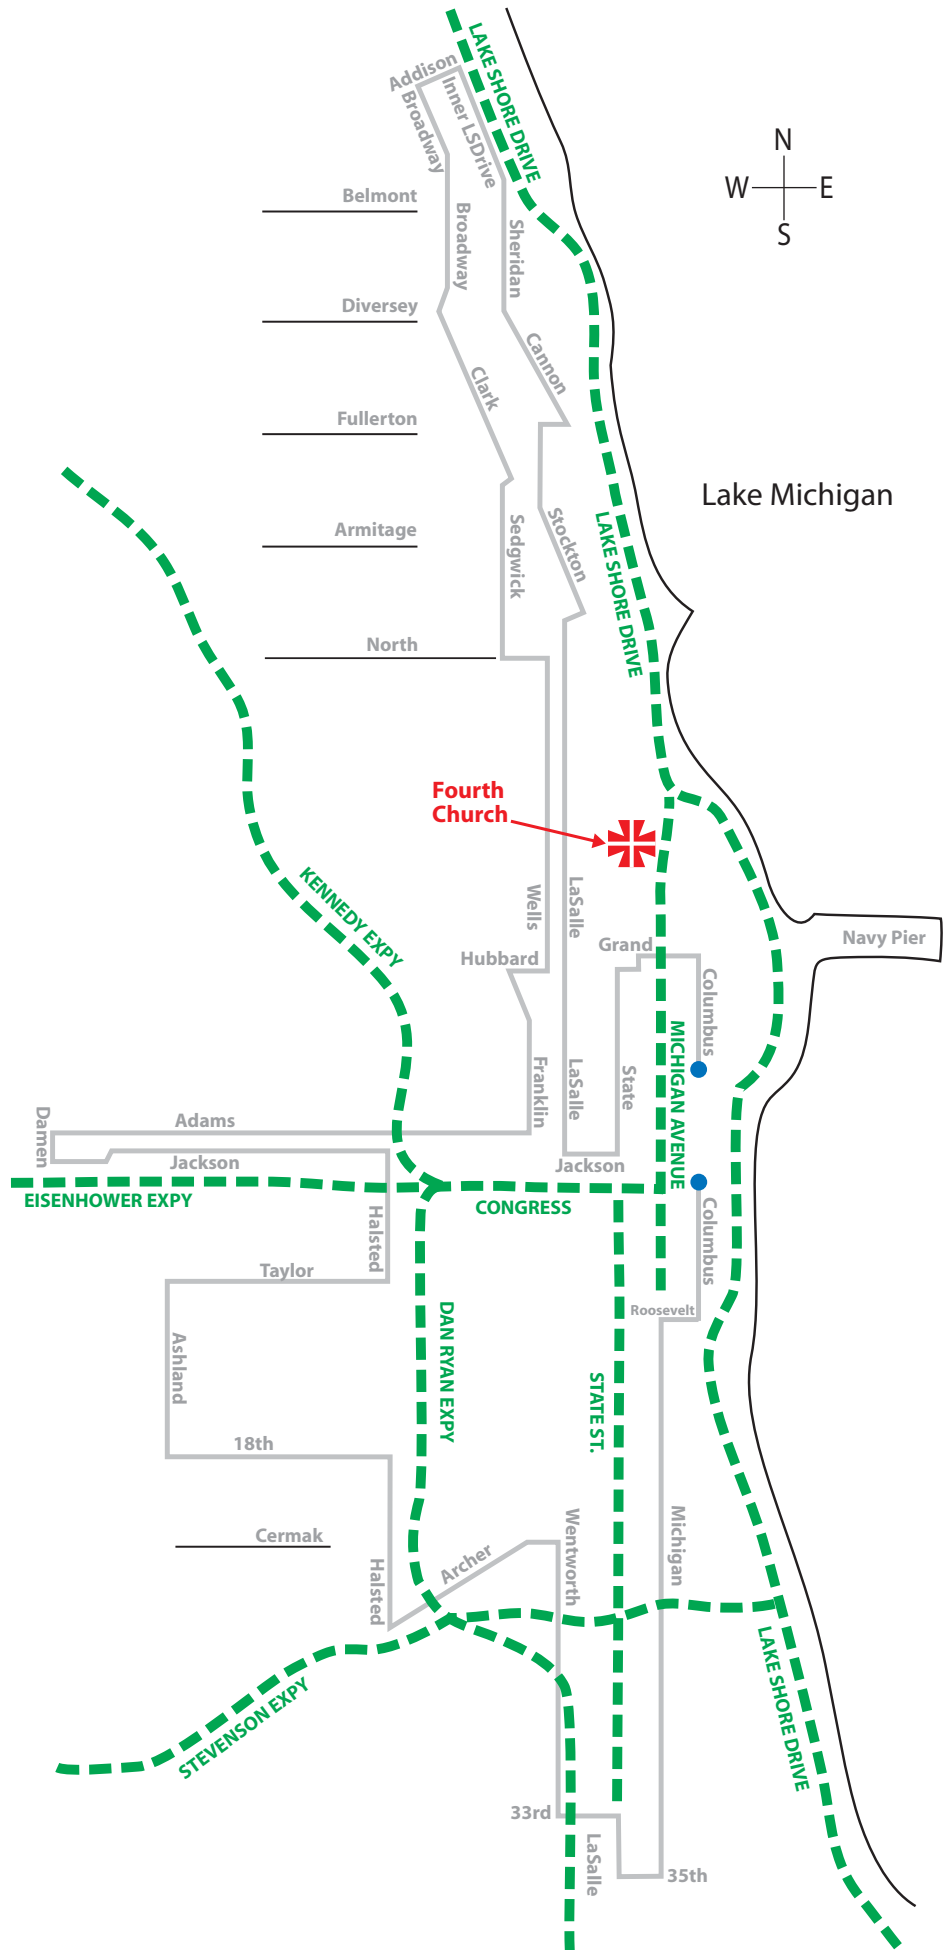 LAKE SHORE DRIVE
Addison
Broadway
Inner LSDrive
N
W
E
S
Belmont
Broadway
Sheridan
Diversey
Cannon
Clark
Fullerton
Lake Michigan
Armitage
Sedgwick
Stockton
LAKE SHORE DRIVE
North
Fourth
Church
KENNEDY EXPY
Wells
LaSalle
Hubbard
Grand
Navy Pier
Columbus
MICHIGAN AVENUE
Franklin
LaSalle
State
Damen
Adams
Jackson
Jackson
EISENHOWER EXPY
CONGRESS
Halsted
Columbus
Taylor
Roosevelt
Ashland
DAN RYAN EXPY
STATE ST.
18th
Cermak
Archer
Wentworth
Michigan
Halsted
STEVENSON EXPY
LAKE SHORE DRIVE
33rd
LaSalle
35th